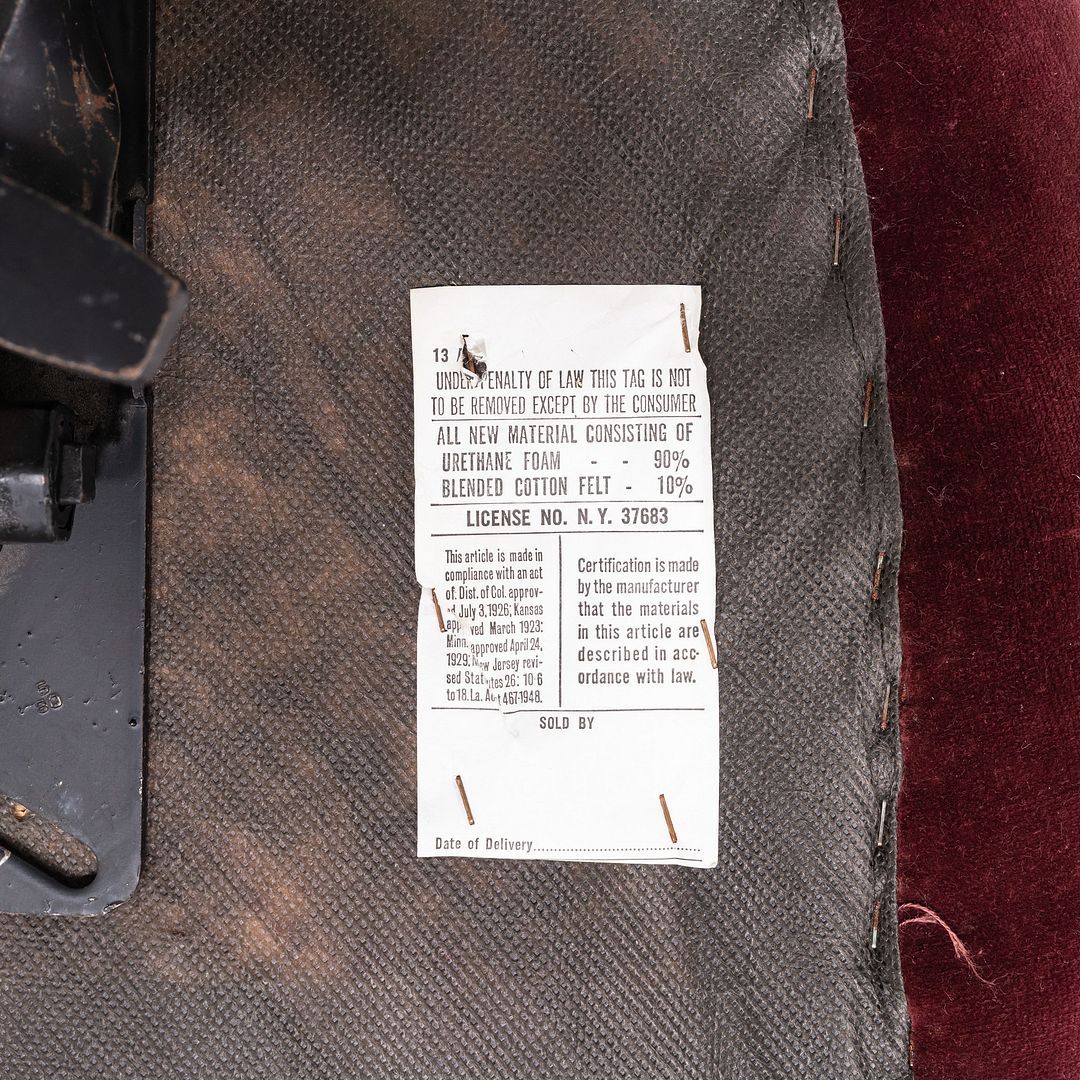 13
UNDER PENALTY OF LAW THIS TAG IS NOT
TO BE REMOVED EXCEPT BY THE CONSUMER
ALL NEW MATERIAL CONSISTING OF
URETHANE FOAM - - 90%
BLENDED COTTON FELT - 10%
LICENSE NO. N.Y. 37683
This article is made in
compliance with an act
of Dist. of Col. approv-
ed July 3,1926; Kansas
approved March 1923;
Minn. approved April 24,
1929; New Jersey revi-
sed Statutes 26: 10-6
to 18. La. Act 467-1948.
Certification is made
by the manufacturer
that the materials
in this article are
described in acc-
ordance with law.
SOLD BY
Date of Delivery........................................